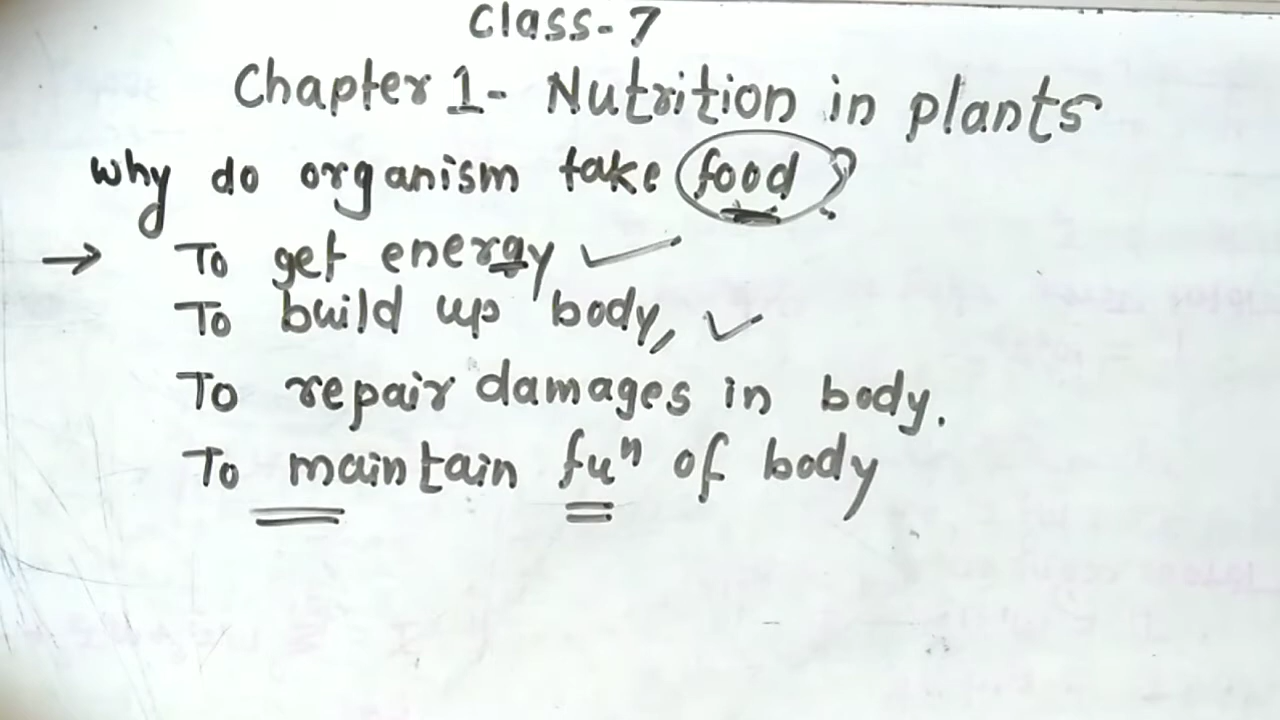 Class-7
Chapter 1- Nutrition in plants
why do organism take food ?
→ To get energy ✓
To build up body, ✓
To repair damages in body.
To maintain fuⁿ of body